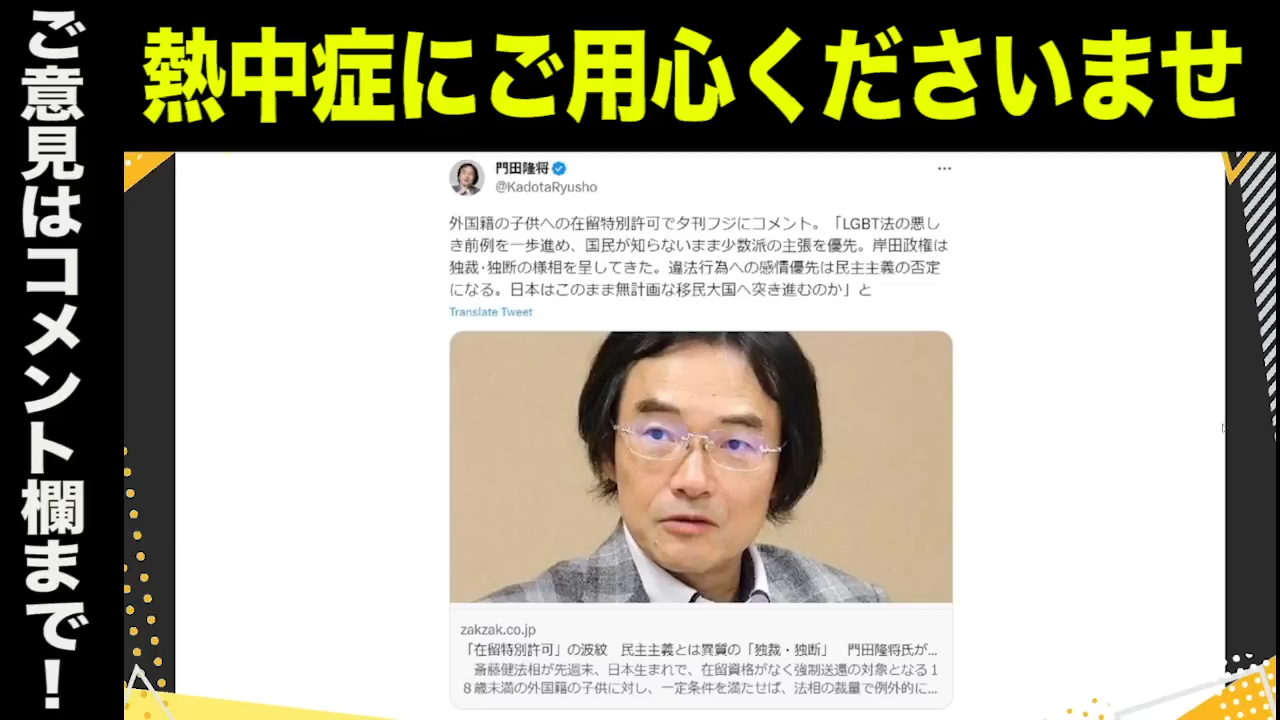 熱中症にご用心くださいませ
ご意見はコメント欄まで!
門田隆将
@KadotaRyusho
外国籍の子供への在留特別許可で夕刊フジにコメント。「LGBT法の悪し
き前例を一歩進め、国民が知らないまま少数派の主張を優先。岸田政権は
独裁･独断の様相を呈してきた。違法行為への感情優先は民主主義の否定
になる。日本はこのまま無計画な移民大国へ突き進むのか」と
Translate Tweet
zakzak.co.jp
「在留特別許可」の波紋　民主主義とは異質の「独裁・独断」　門田隆将氏が...
斎藤健法相が先週末、日本生まれで、在留資格がなく強制送還の対象となる１
８歳未満の外国籍の子供に対し、一定条件を満たせば、法相の裁量で例外的に...